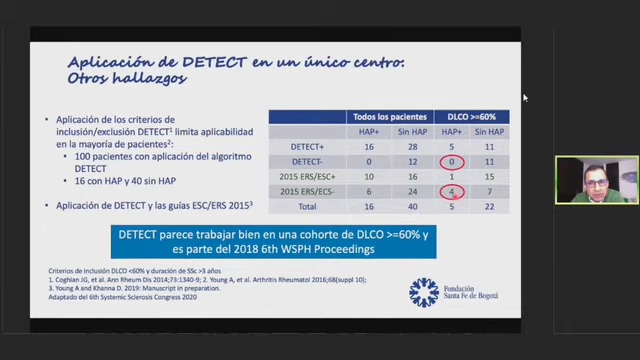 Aplicación de DETECT en un único centro:
Otros hallazgos
• Aplicación de los criterios de
inclusión/exclusión DETECT¹ limita aplicabilidad
en la mayoría de pacientes²:
• 100 pacientes con aplicación del algoritmo
DETECT
• 16 con HAP y 40 sin HAP
• Aplicación de DETECT y las guías ESC/ERS 2015³
Todos los pacientes DLCO >=60%
HAP+ Sin HAP HAP+ Sin HAP
DETECT+ 16 28 5 11
DETECT- 0 12 0 11
2015 ERS/ESC+ 10 16 1 15
2015 ERS/ECS- 6 24 4 7
Total 16 40 5 22
DETECT parece trabajar bien en una cohorte de DLCO >=60% y
es parte del 2018 6th WSPH Proceedings
Criterios de inclusión DLCO <60% y duración de SSc >3 años
1. Coghlan JG, et al. Ann Rheum Dis 2014;73:1340-9; 2. Young A, et al. Arthritis Rheumatol 2016;68(suppl 10);
3. Young A and Khanna D. 2019: Manuscript in preparation.
Adaptado del 6th Systemic Sclerosis Congress 2020
Fundación
Santa Fe de Bogotá